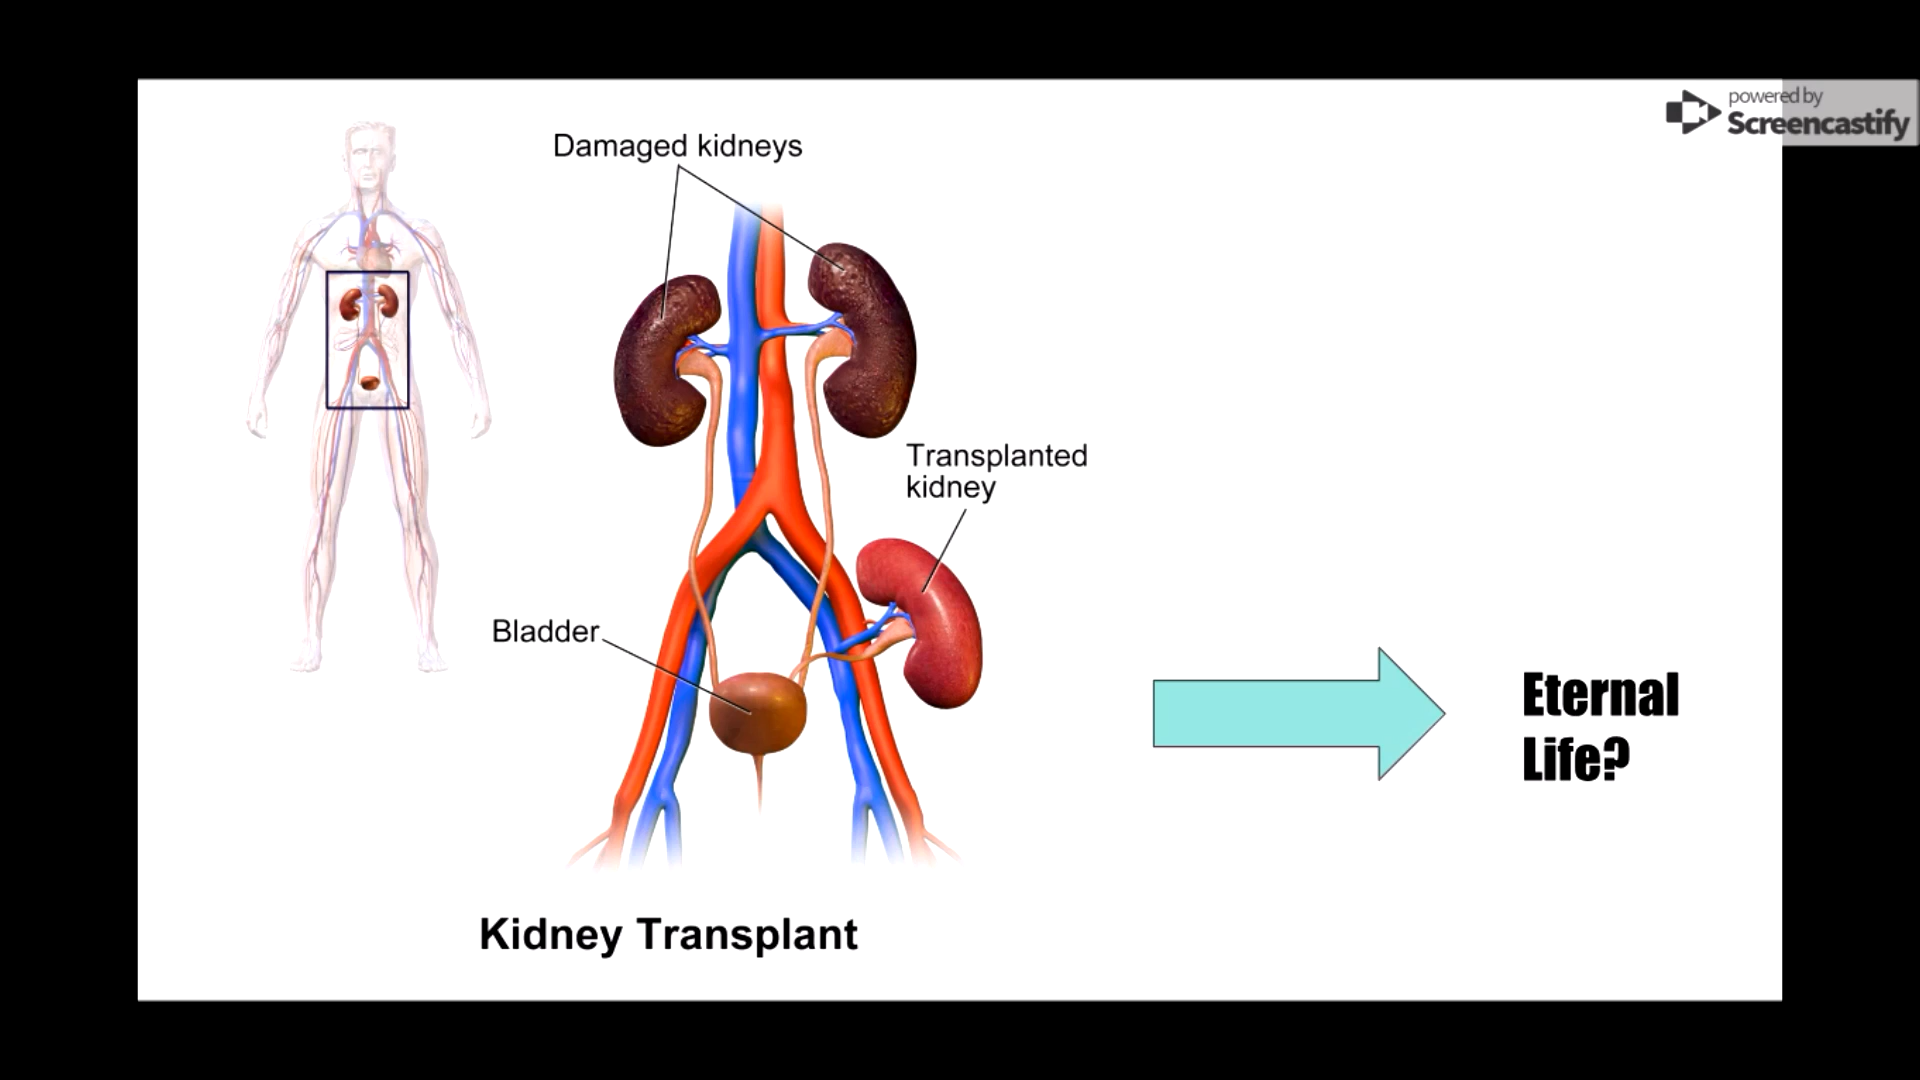 powered by
Screencastify
Damaged kidneys
Transplanted
kidney
Bladder
Eternal
Life?
Kidney Transplant